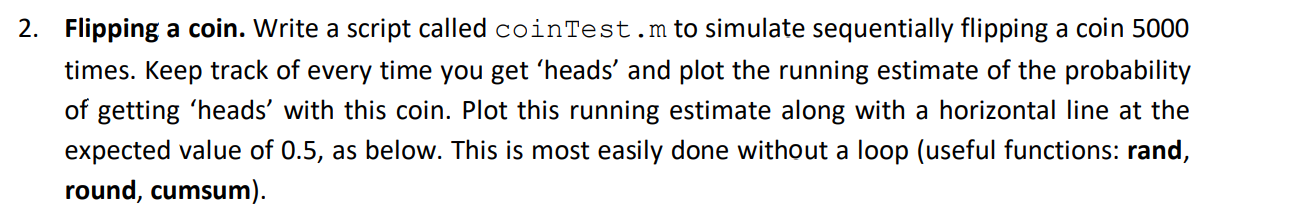 2. Flipping a coin. Write a script called coinTest.m to simulate sequentially flipping a coin 5000
times. Keep track of every time you get ‘heads’ and plot the running estimate of the probability
of getting ‘heads’ with this coin. Plot this running estimate along with a horizontal line at the
expected value of 0.5, as below. This is most easily done without a loop (useful functions: rand,
round, cumsum).